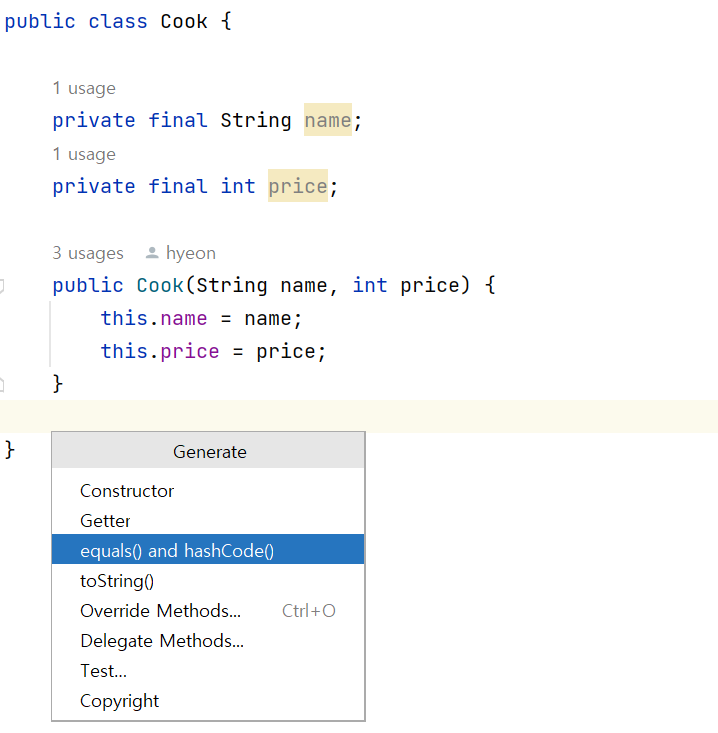 public class Cook {
1 usage
private final String name;
1 usage
private final int price;
3 usages hyeon
public Cook(String name, int price) {
this.name = name;
this.price = price;
}
}
Generate
Constructor
Getter
equals() and hashCode()
toString()
Override Methods... Ctrl+O
Delegate Methods...
Test...
Copyright